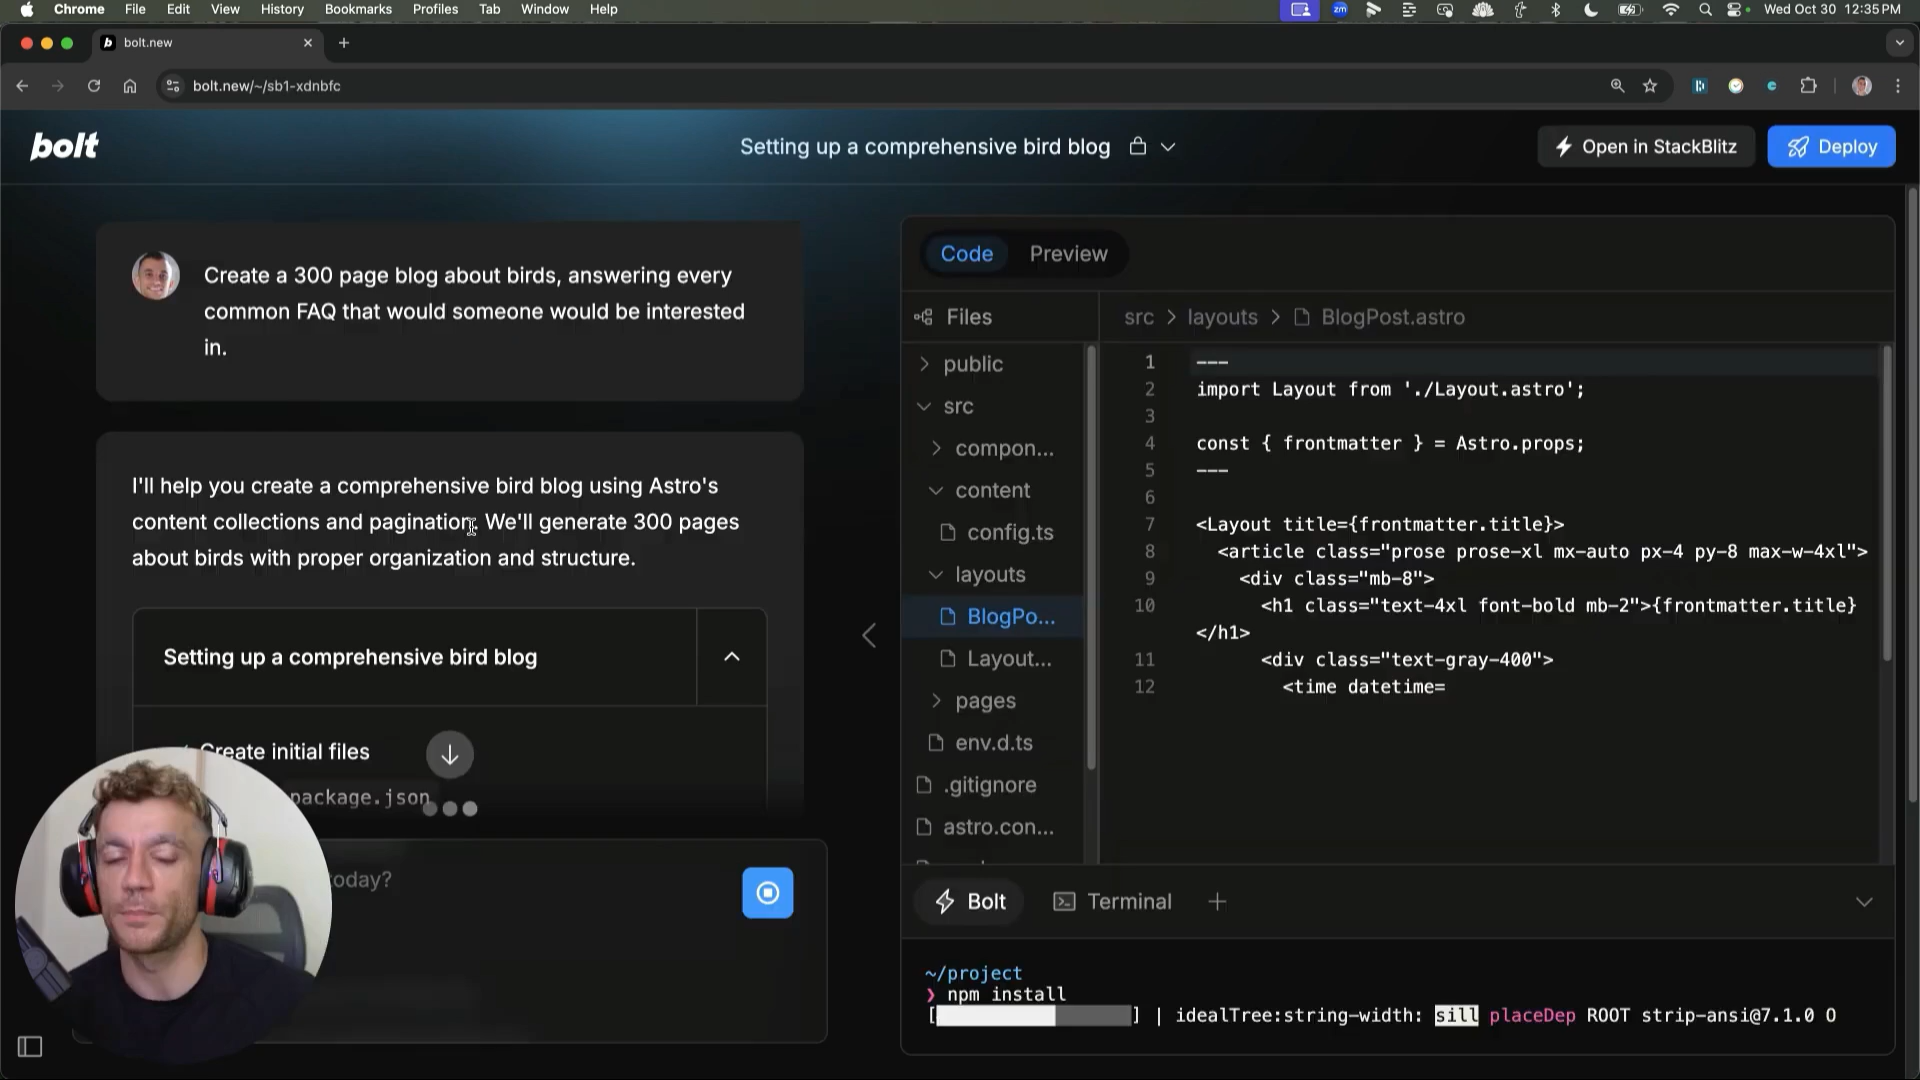 Chrome File Edit View History Bookmarks Profiles Tab Window Help
zm
Wed Oct 30 12:35 PM
bolt.new
bolt.new/~/sb1-xdnbfc
bolt
Setting up a comprehensive bird blog
Open in StackBlitz
Deploy
Create a 300 page blog about birds, answering every
common FAQ that would someone would be interested
in.
I'll help you create a comprehensive bird blog using Astro's
content collections and pagination. We'll generate 300 pages
about birds with proper organization and structure.
Setting up a comprehensive bird blog
Create initial files
package.json
today?
Code Preview
Files
public
src
compon...
content
config.ts
layouts
BlogPo...
Layout...
pages
env.d.ts
.gitignore
astro.con...
src > layouts > BlogPost.astro
1 ---
2 import Layout from './Layout.astro';
3
4 const { frontmatter } = Astro.props;
5 ---
6
7 <Layout title={frontmatter.title}>
8 <article class="prose prose-xl mx-auto px-4 py-8 max-w-4xl">
9 <div class="mb-8">
10 <h1 class="text-4xl font-bold mb-2">{frontmatter.title}
</h1>
11 <div class="text-gray-400">
12 <time datetime=
Bolt Terminal
~/project
❯ npm install
[ ] | idealTree:string-width: sill placeDep ROOT strip-ansi@7.1.0 O